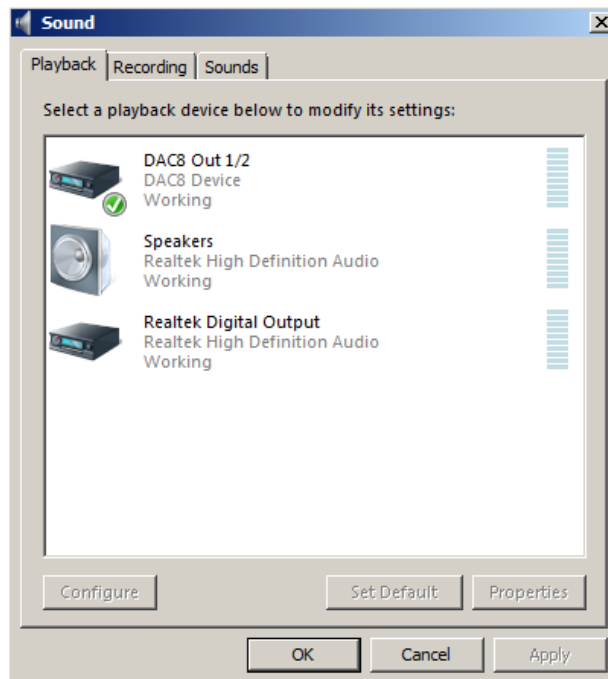 Sound
Playback Recording Sounds
Select a playback device below to modify its settings:
DAC8 Out 1/2
DAC8 Device
Working
Speakers
Realtek High Definition Audio
Working
Realtek Digital Output
Realtek High Definition Audio
Working
Configure Set Default Properties
OK Cancel Apply